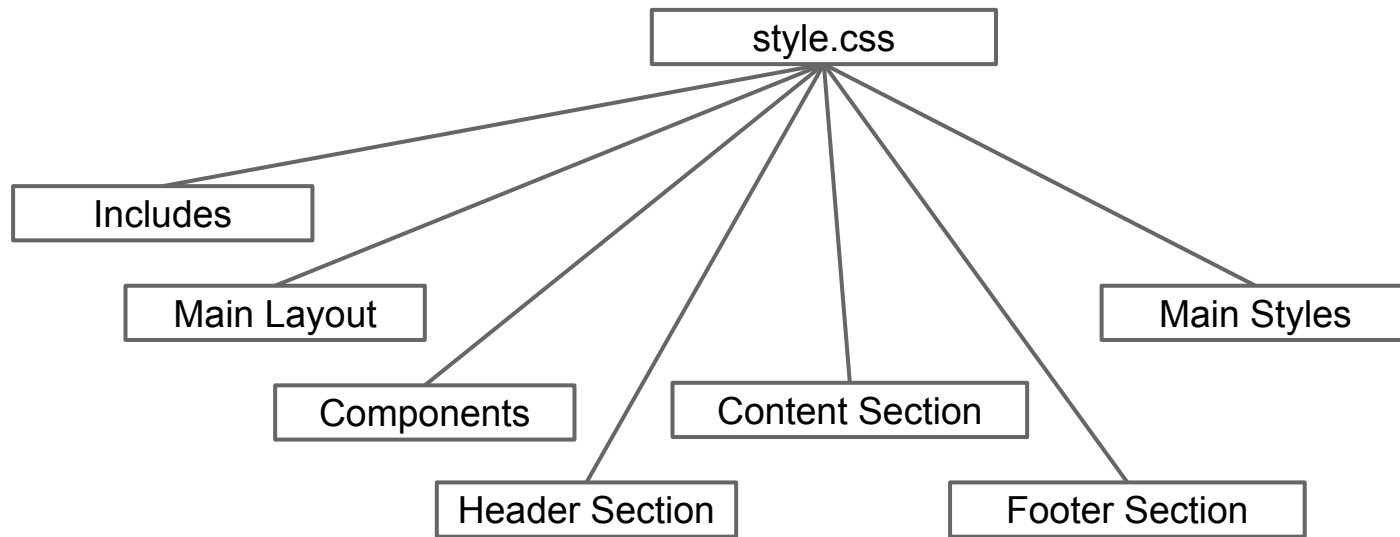 style.css
Includes
Main Layout
Main Styles
Components
Content Section
Header Section
Footer Section